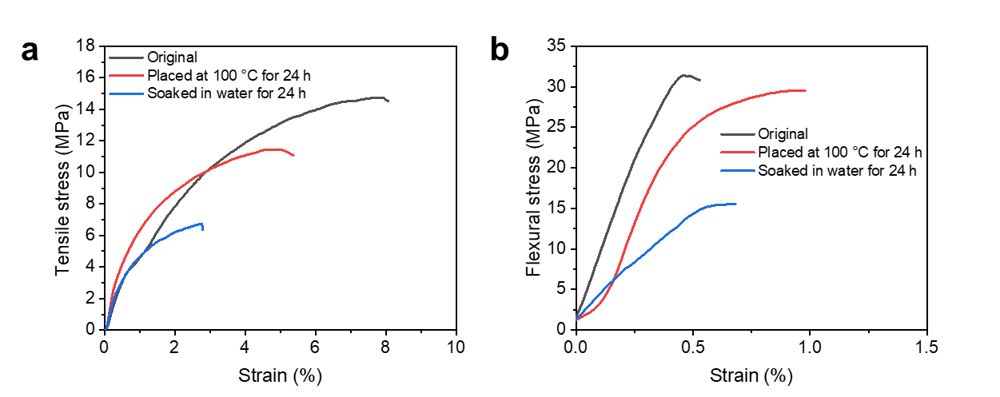 a
18
16
14
12
10
8
6
4
2
0
Tensile stress (MPa)
Original
Placed at 100 °C for 24 h
Soaked in water for 24 h
0 2 4 6 8 10
Strain (%)
b
35
30
25
20
15
10
5
0
Flexural stress (MPa)
Original
Placed at 100 °C for 24 h
Soaked in water for 24 h
0.0 0.5 1.0 1.5
Strain (%)